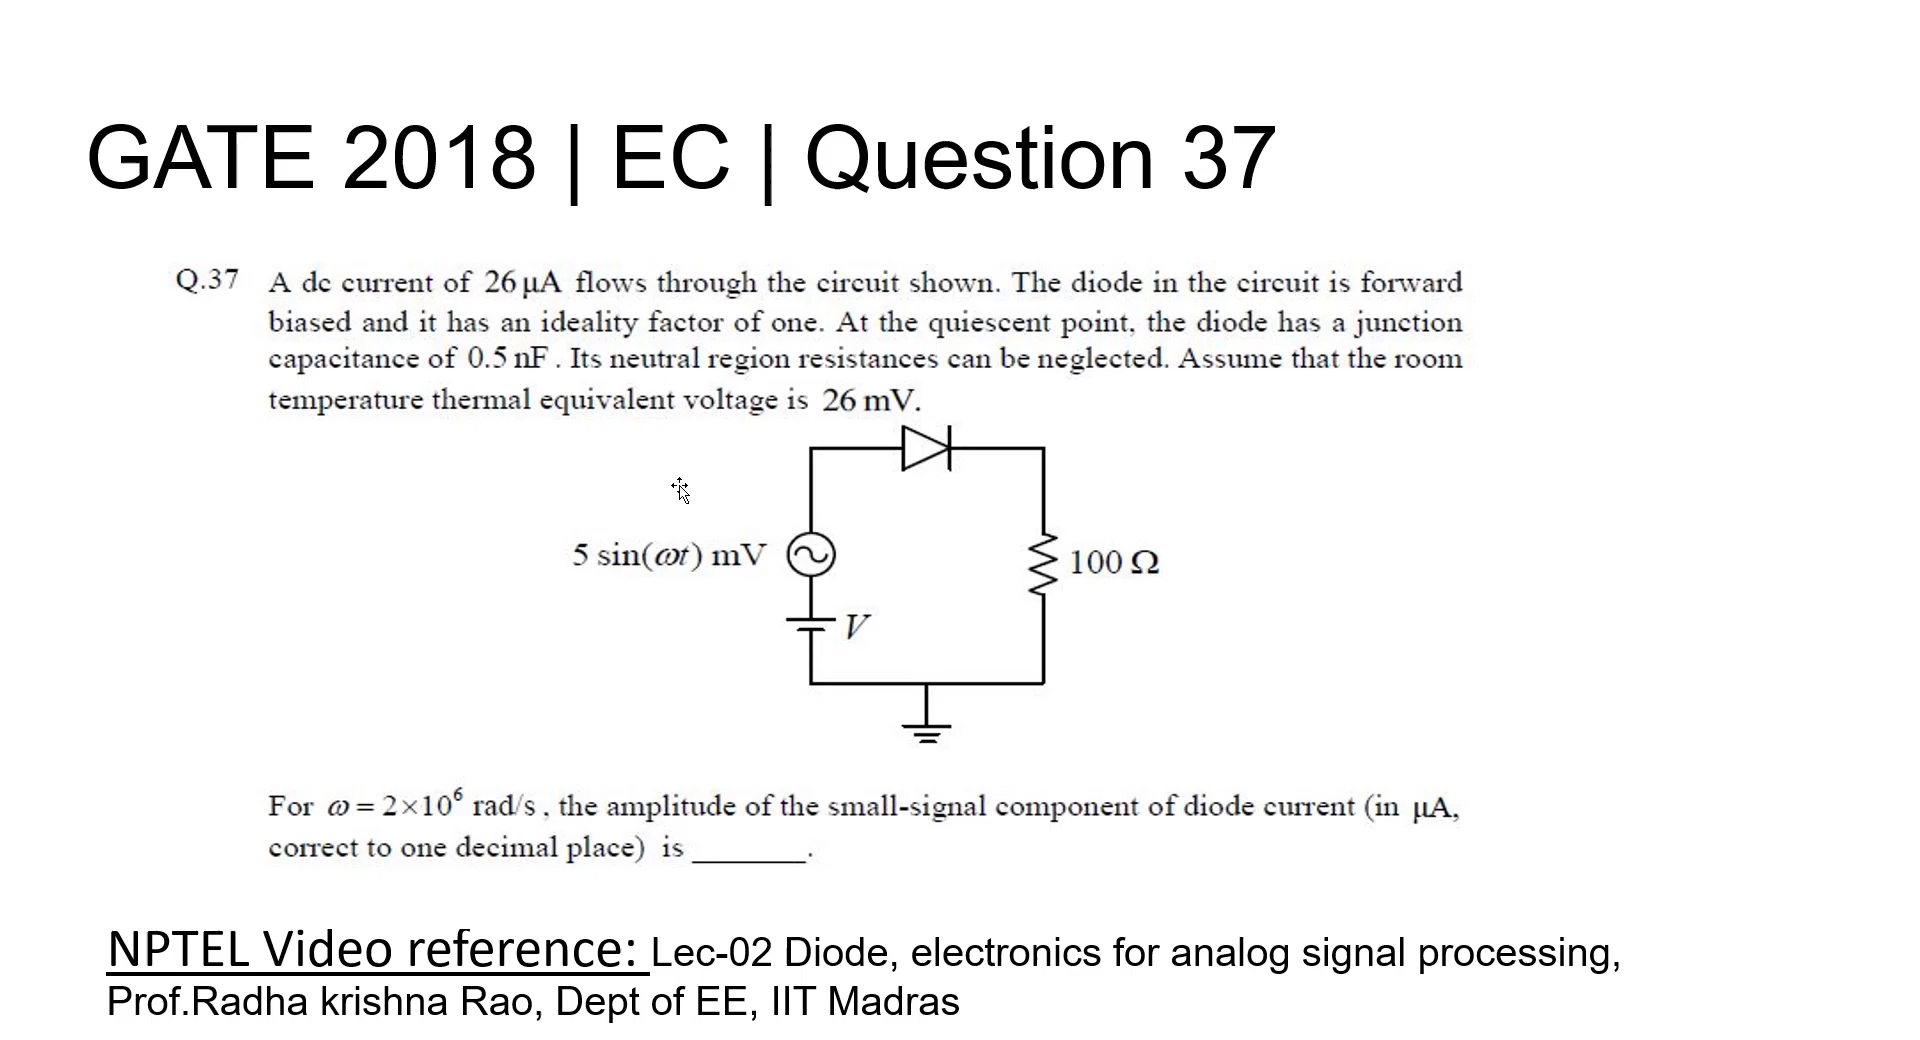 GATE 2018 | EC | Question 37
Q.37 A dc current of 26 μA flows through the circuit shown. The diode in the circuit is forward
biased and it has an ideality factor of one. At the quiescent point, the diode has a junction
capacitance of 0.5 nF. Its neutral region resistances can be neglected. Assume that the room
temperature thermal equivalent voltage is 26 mV.
5 sin(ωt) mV
100 Ω
V
For ω = 2×10⁶ rad/s, the amplitude of the small-signal component of diode current (in μA,
correct to one decimal place) is ________.
NPTEL Video reference: Lec-02 Diode, electronics for analog signal processing,
Prof.Radha krishna Rao, Dept of EE, IIT Madras